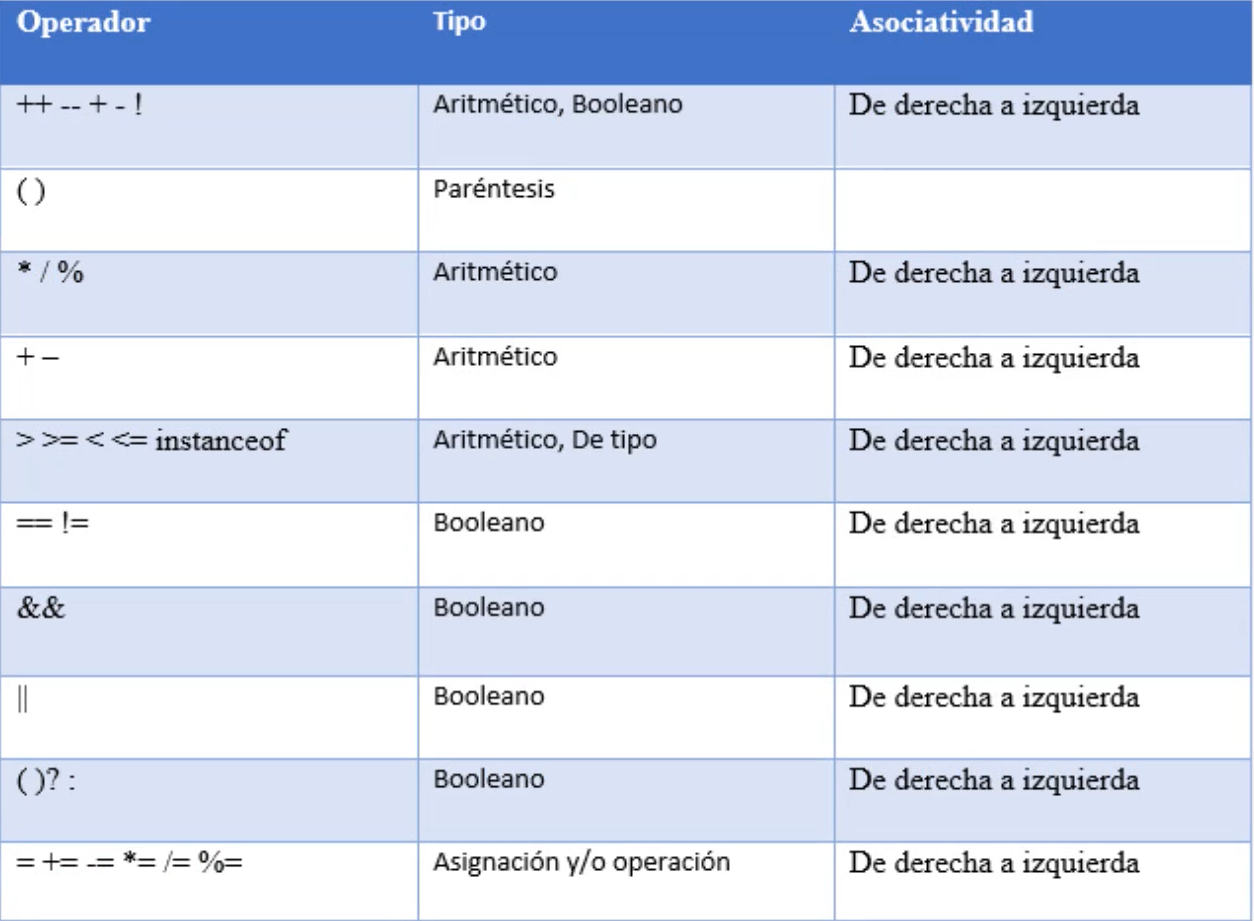 Operador Tipo Asociatividad
++ -- + - ! Aritmético, Booleano De derecha a izquierda
( ) Paréntesis
* / % Aritmético De derecha a izquierda
+ – Aritmético De derecha a izquierda
> >= < <= instanceof Aritmético, De tipo De derecha a izquierda
== != Booleano De derecha a izquierda
&& Booleano De derecha a izquierda
|| Booleano De derecha a izquierda
( )? : Booleano De derecha a izquierda
= += -= *= /= %= Asignación y/o operación De derecha a izquierda